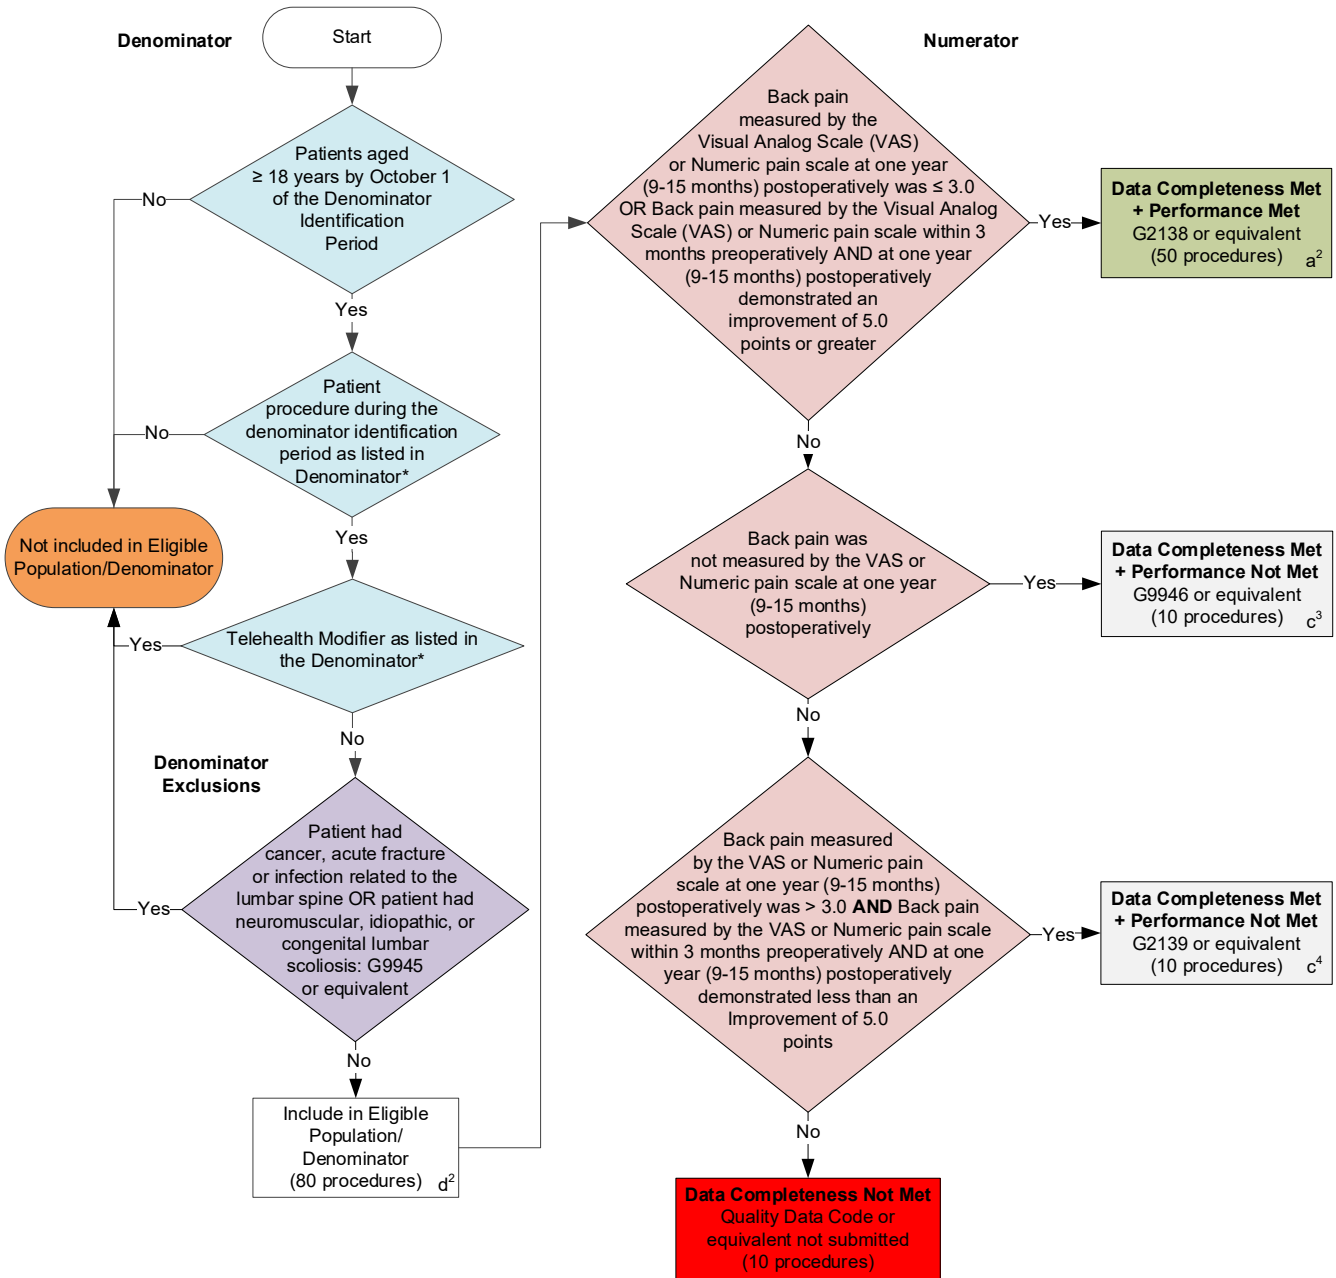 Denominator
Start
Patients aged
≥ 18 years by October 1
of the Denominator
Identification
Period
No
Yes
Patient
procedure during the
denominator identification
period as listed in
Denominator*
No
Yes
Not included in Eligible
Population/Denominator
Telehealth Modifier as listed in
the Denominator*
Yes
No
Denominator
Exclusions
Patient had
cancer, acute fracture
or infection related to the
lumbar spine OR patient had
neuromuscular, idiopathic, or
congenital lumbar
scoliosis: G9945
or equivalent
Yes
No
Include in Eligible
Population/
Denominator
(80 procedures) d²
Numerator
Back pain
measured by the
Visual Analog Scale (VAS)
or Numeric pain scale at one year
(9-15 months) postoperatively was ≤ 3.0
OR Back pain measured by the Visual Analog
Scale (VAS) or Numeric pain scale within 3
months preoperatively AND at one year
(9-15 months) postoperatively
demonstrated an
improvement of 5.0
points or greater
Yes
Data Completeness Met
+ Performance Met
G2138 or equivalent
(50 procedures) a²
No
Back pain was
not measured by the VAS or
Numeric pain scale at one year
(9-15 months)
postoperatively
Yes
Data Completeness Met
+ Performance Not Met
G9946 or equivalent
(10 procedures) c³
No
Back pain measured
by the VAS or Numeric pain
scale at one year (9-15 months)
postoperatively was > 3.0 AND Back pain
measured by the VAS or Numeric pain scale
within 3 months preoperatively AND at one
year (9-15 months) postoperatively
demonstrated less than an
Improvement of 5.0
points
Yes
Data Completeness Met
+ Performance Not Met
G2139 or equivalent
(10 procedures) c⁴
No
Data Completeness Not Met
Quality Data Code or
equivalent not submitted
(10 procedures)